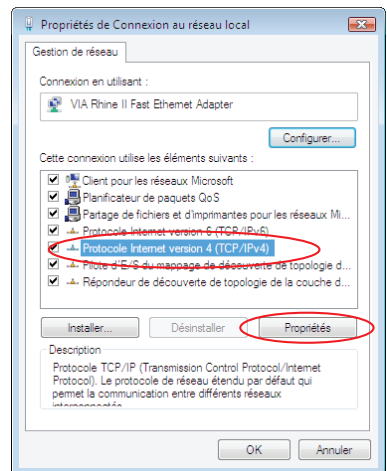 Propriétés de Connexion au réseau local
Gestion de réseau
Connexion en utilisant :
VIA Rhine II Fast Ethernet Adapter
Configurer...
Cette connexion utilise les éléments suivants :
Client pour les réseaux Microsoft
Planificateur de paquets QoS
Partage de fichiers et d'imprimantes pour les réseaux Mi...
Protocole Internet version 6 (TCP/IPv6)
Protocole Internet version 4 (TCP/IPv4)
Pilote d'E/S du mappage de découverte de topologie d...
Répondeur de découverte de topologie de la couche d...
Installer...
Désinstaller
Propriétés
Description
Protocole TCP/IP (Transmission Control Protocol/Internet
Protocol). Le protocole de réseau étendu par défaut qui
permet la communication entre différents réseaux
interconnectés
OK
Annuler